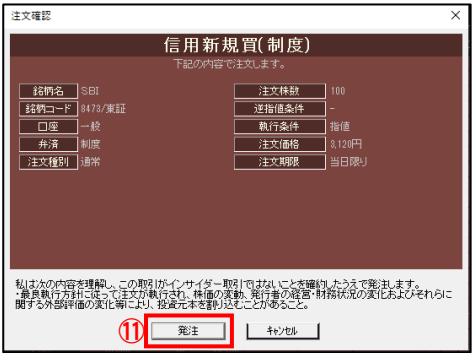 注文確認
信用新規買(制度)
下記の内容で注文します。
銘柄名 SBI 注文株数 100
銘柄コード 8473/東証 逆指値条件 -
口座 一般 執行条件 指値
弁済 制度 注文価格 3,120円
注文種別 通常 注文期限 当日限り
私は次の内容を理解し、この取引がインサイダー取引ではないことを確約したうえで発注します。
・最良執行方針に従って注文が執行され、株価の変動、発行者の経営・財務状況の変化およびそれらに
関する外部評価の変化等により、投資元本を割り込むことがあること。
⑪ 発注 キャンセル